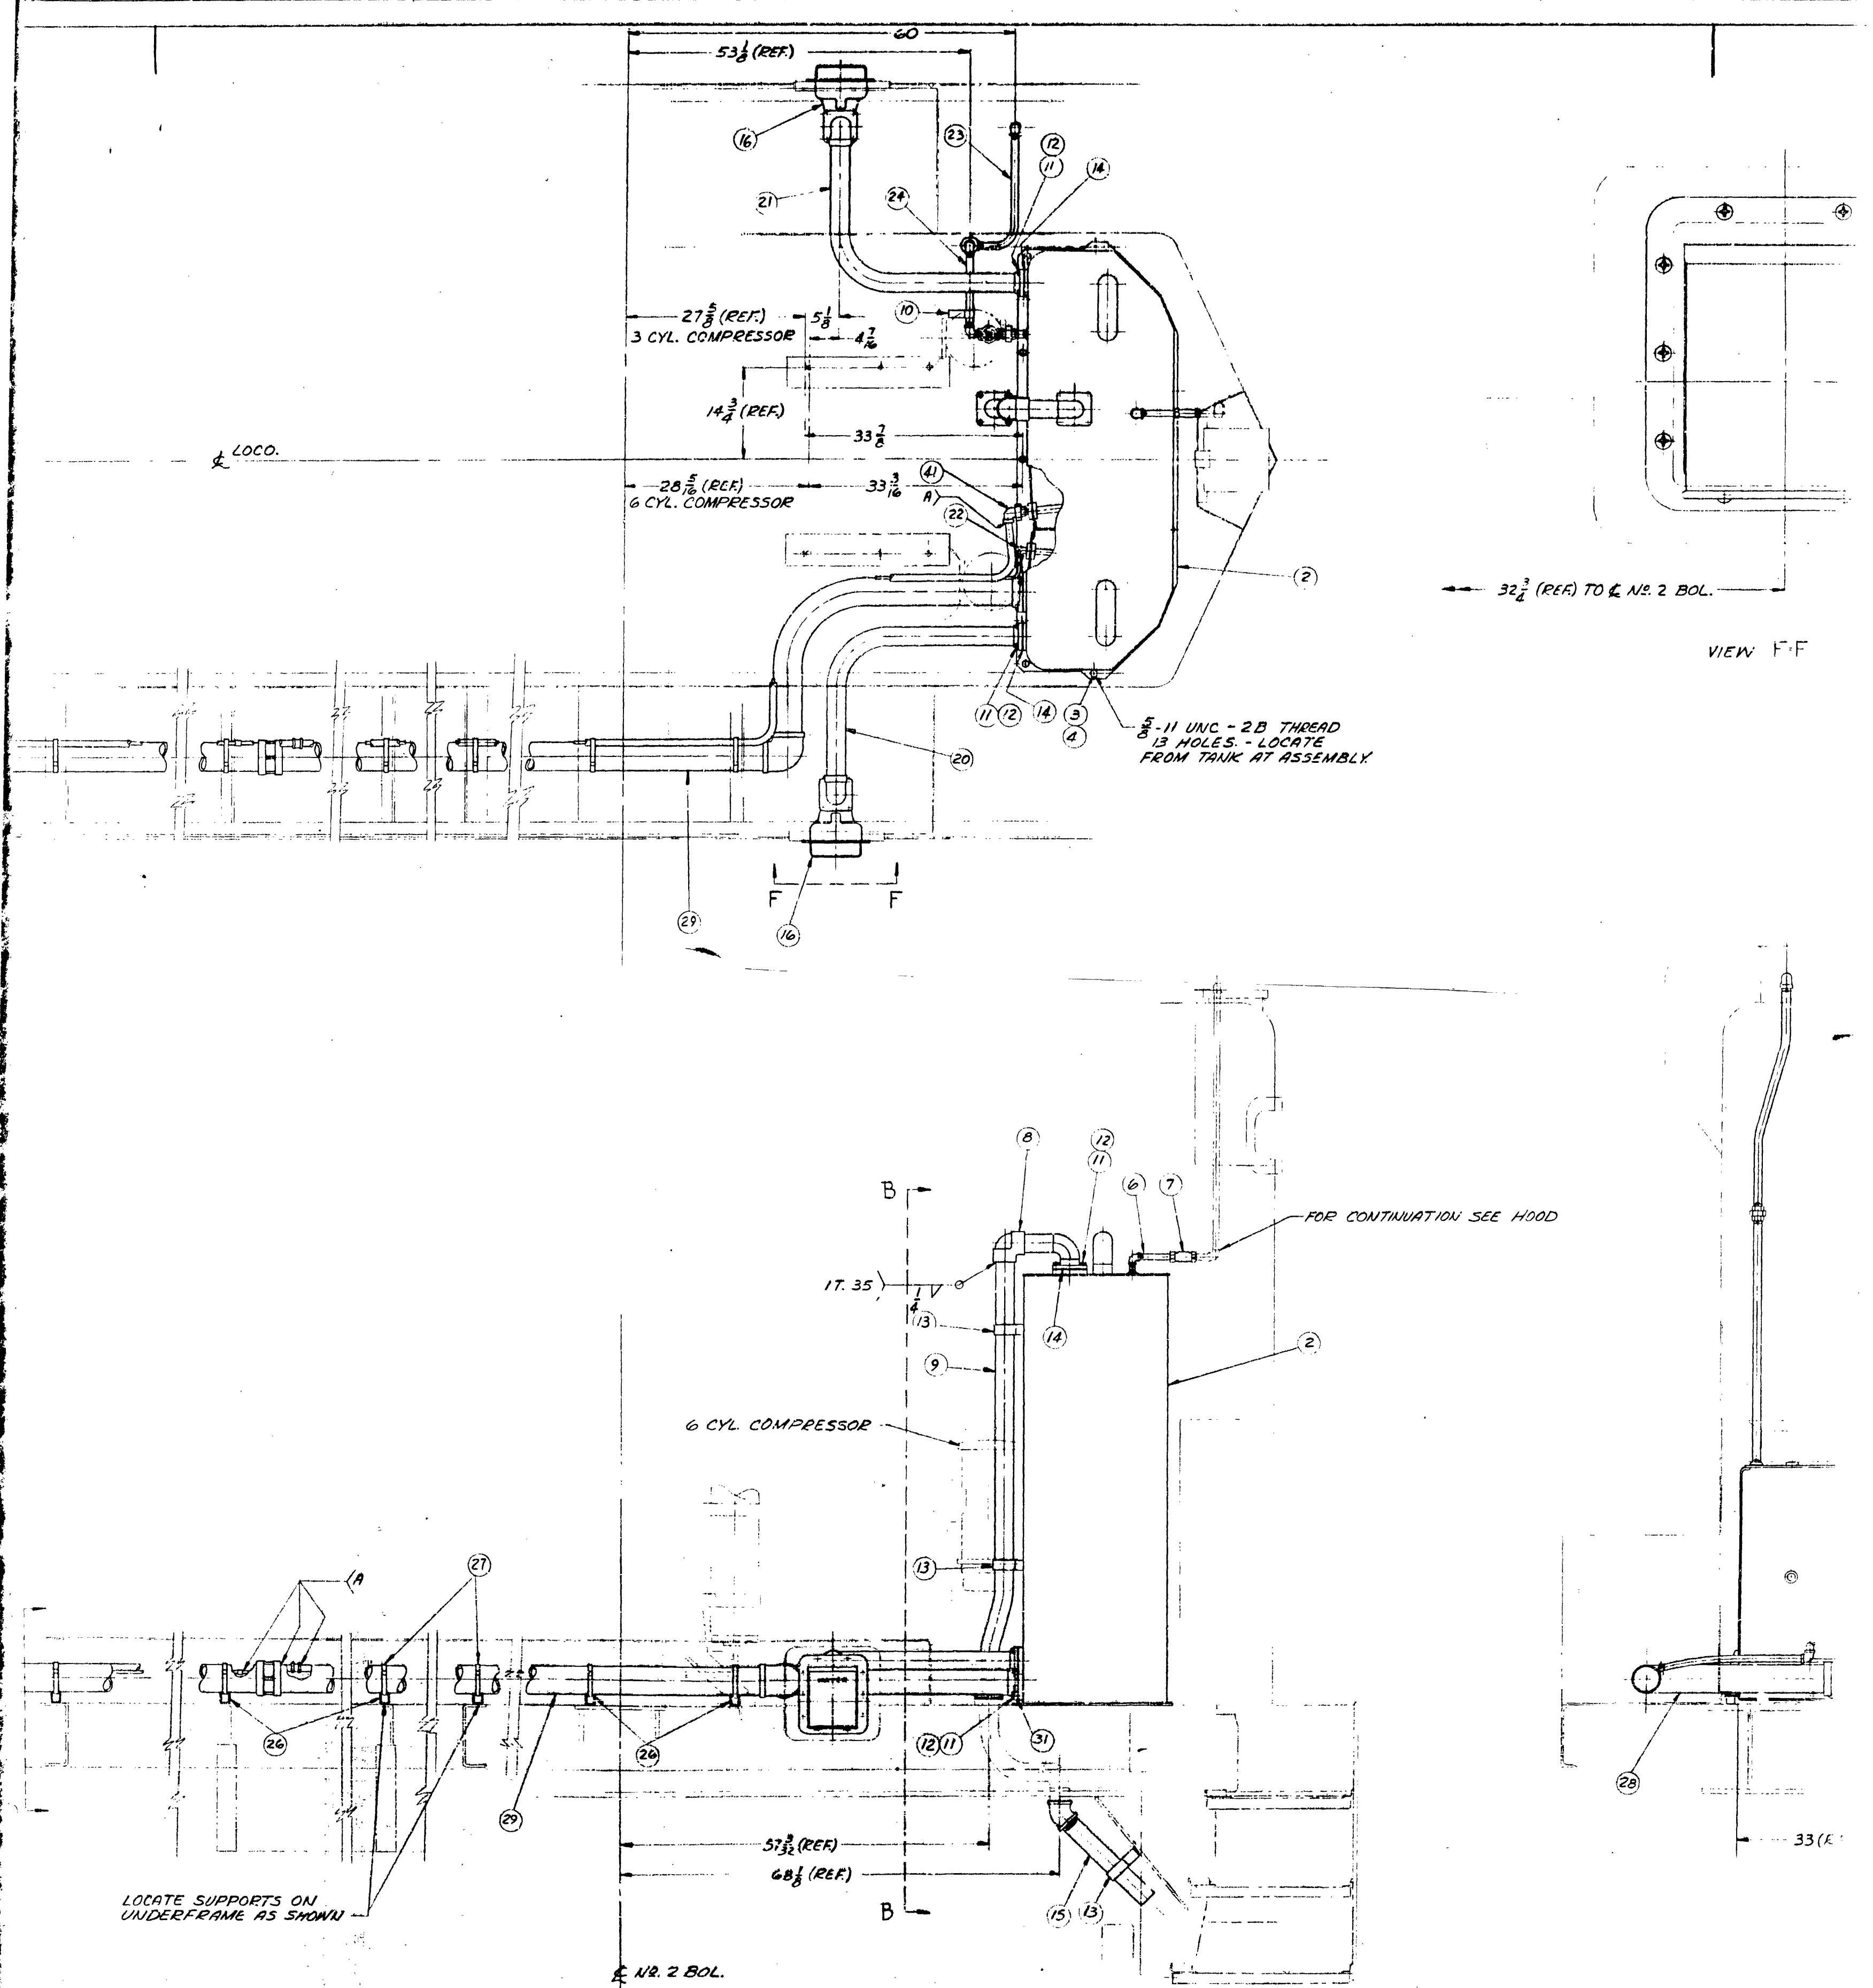 60
53 1/8 (REF.)
16
23
12
11
14
21
24
27 5/8 (REF.)
5 1/8
10
3 CYL. COMPRESSOR
4 7/16
14 3/4 (REF.)
33 7/8
℄ LOCO.
28 5/16 (REF.)
33 3/16
41
6 CYL. COMPRESSOR
A
22
2
32 3/4 (REF.) TO ℄ NO. 2 BOL.
VIEW F-F
11
12
14
3
4
5/8-11 UNC - 2B THREAD
13 HOLES. - LOCATE
FROM TANK AT ASSEMBLY.
20
F
F
29
16
8
12
11
B
6
7
FOR CONTINUATION SEE HOOD
IT. 35
1/4
13
14
2
9
6 CYL. COMPRESSOR
27
13
A
26
26
12
11
31
28
29
57 3/32 (REF.)
33 (
68 1/8 (REF.)
LOCATE SUPPORTS ON
UNDERFRAME AS SHOWN
B
15
13
℄ NO. 2 BOL.